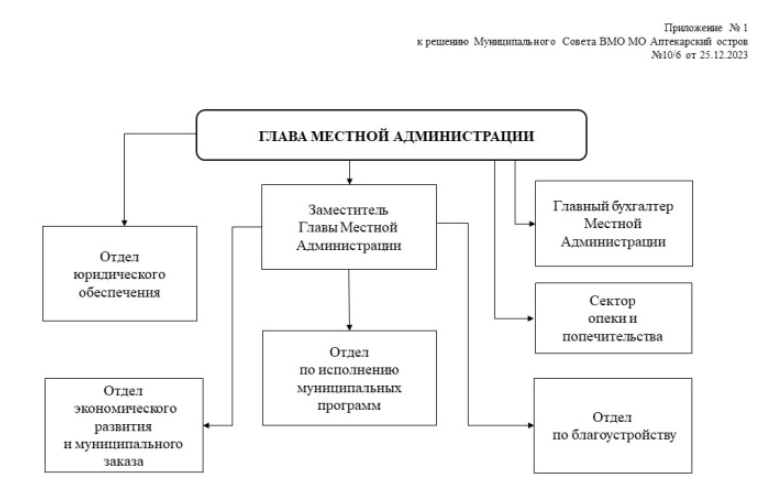 Приложение № 1
к решению Муниципального Совета ВМО МО Аптекарский остров
№10/6 от 25.12.2023
ГЛАВА МЕСТНОЙ АДМИНИСТРАЦИИ
Заместитель
Главы Местной
Администрации
Главный бухгалтер
Местной
Администрации
Отдел
юридического
обеспечения
Сектор
опеки и
попечительства
Отдел
по исполнению
муниципальных
программ
Отдел
экономического
развития
и муниципального
заказа
Отдел
по благоустройству